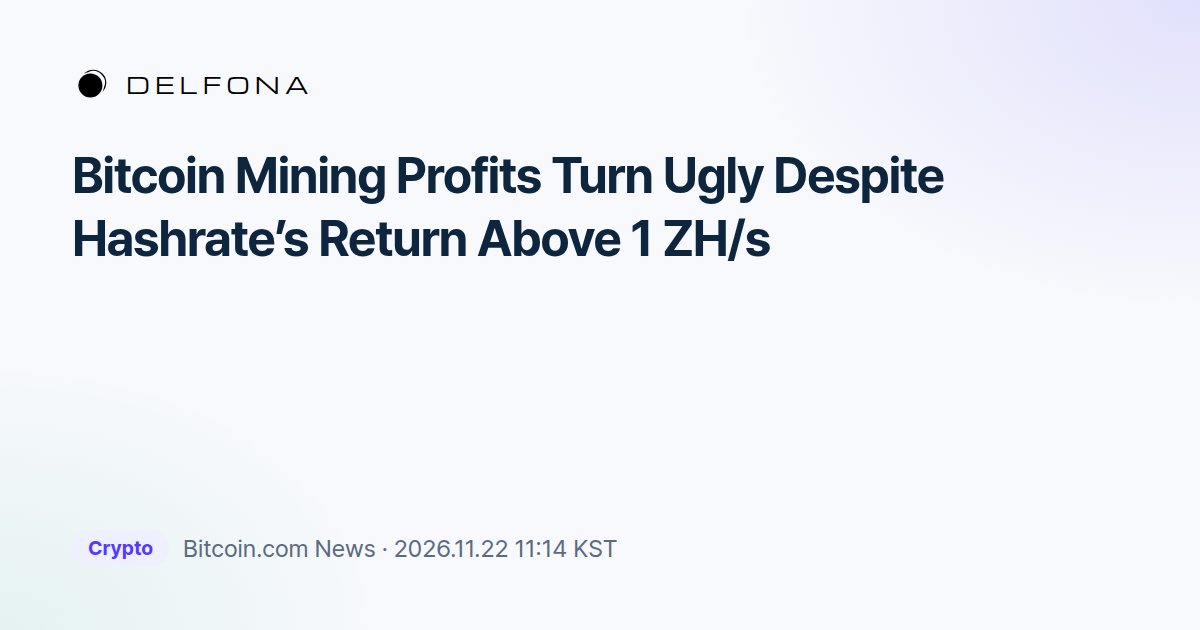 DELFONA
Bitcoin Mining Profits Turn Ugly Despite
Hashrate’s Return Above 1 ZH/s
Crypto Bitcoin.com News · 2026.11.22 11:14 KST